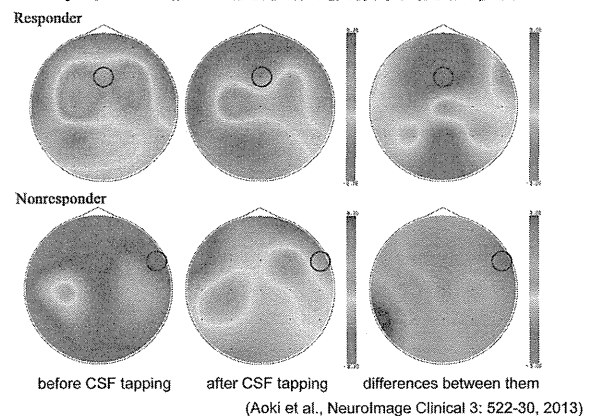 Responder
Nonresponder
before CSF tapping after CSF tapping differences between them
(Aoki et al., NeuroImage Clinical 3: 522-30, 2013)